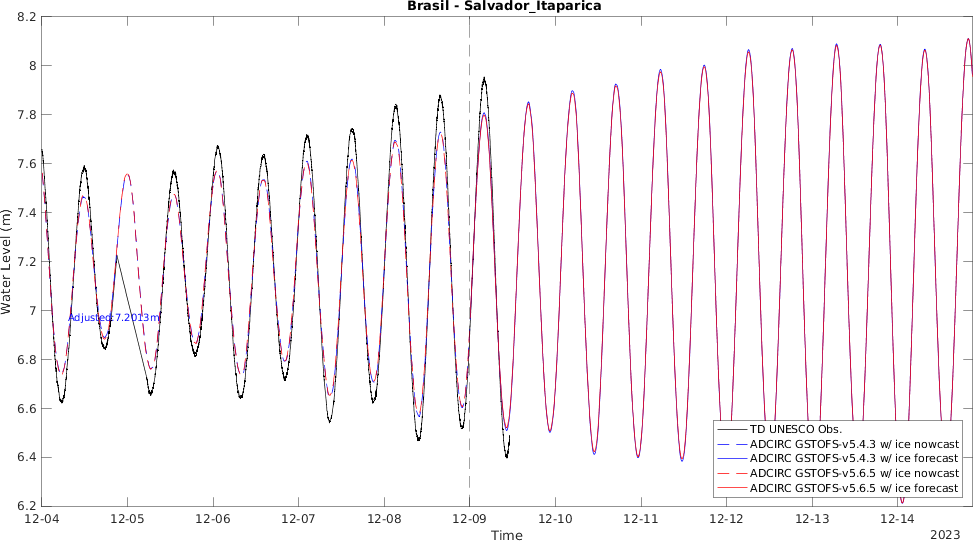 Brasil - Salvador_Itaparica
8.2
8
7.8
7.6
7.4
7.2
7
6.8
6.6
6.4
6.2
Water Level (m)
Adjusted:7.2013m
TD UNESCO Obs.
ADCIRC GSTOFS-v5.4.3 w/ ice nowcast
ADCIRC GSTOFS-v5.4.3 w/ ice forecast
ADCIRC GSTOFS-v5.6.5 w/ ice nowcast
ADCIRC GSTOFS-v5.6.5 w/ ice forecast
12-04 12-05 12-06 12-07 12-08 12-09 12-10 12-11 12-12 12-13 12-14
Time
2023